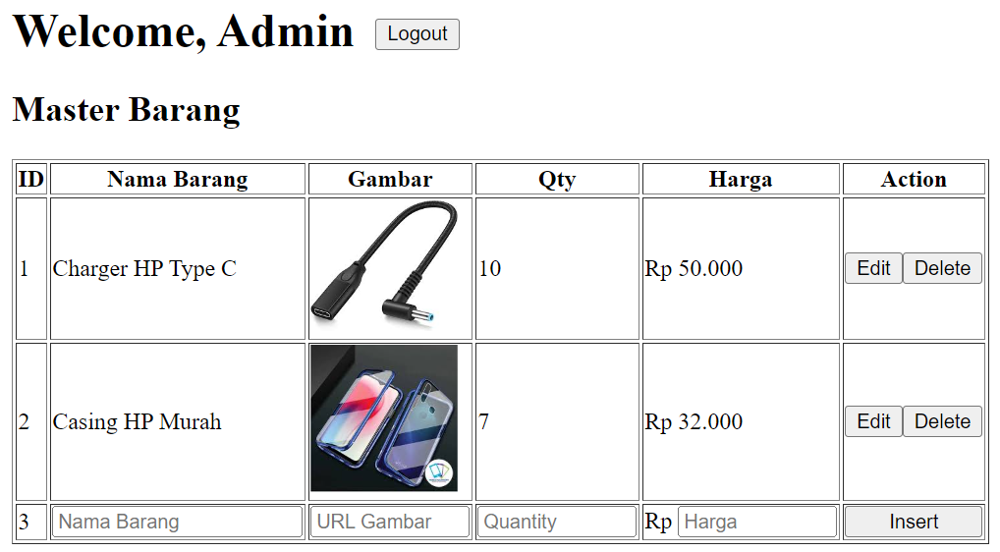 Welcome, Admin Logout
Master Barang
ID Nama Barang Gambar Qty Harga Action
1 Charger HP Type C 10 Rp 50.000 Edit Delete
2 Casing HP Murah 7 Rp 32.000 Edit Delete
3 Nama Barang URL Gambar Quantity Rp Harga Insert